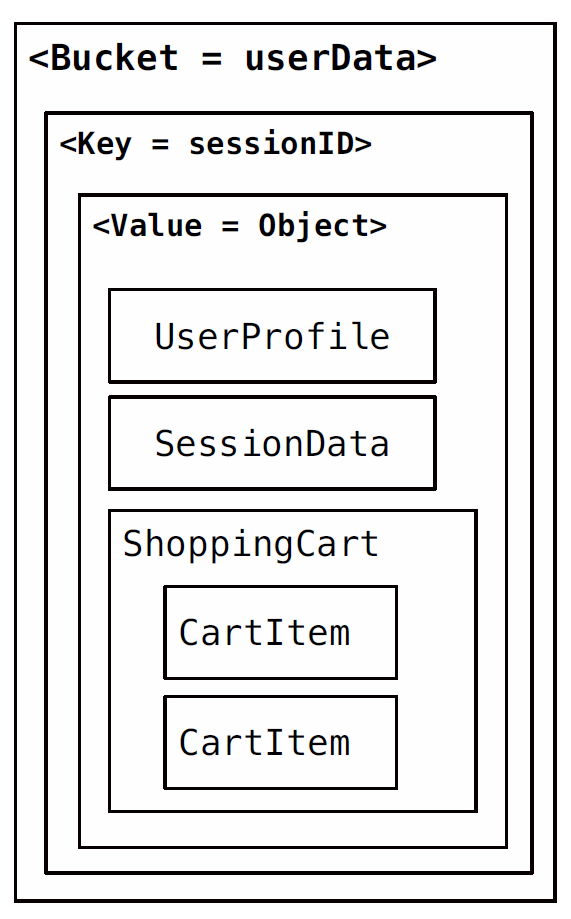 <Bucket = userData>
<Key = sessionID>
<Value = Object>
UserProfile
SessionData
ShoppingCart
CartItem
CartItem